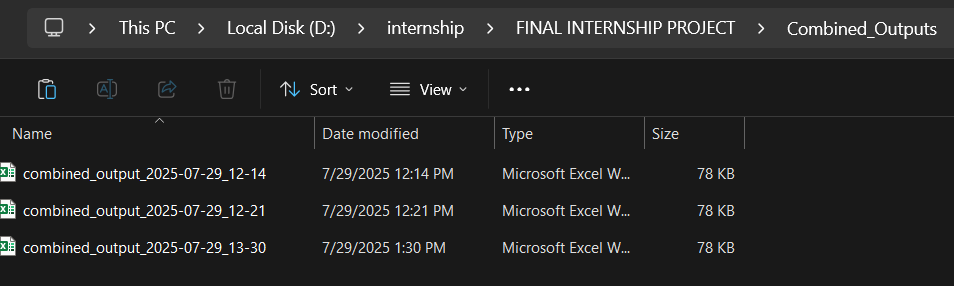 This PC > Local Disk (D:) > internship > FINAL INTERNSHIP PROJECT > Combined_Outputs
Sort View
Name Date modified Type Size
combined_output_2025-07-29_12-14 7/29/2025 12:14 PM Microsoft Excel W... 78 KB
combined_output_2025-07-29_12-21 7/29/2025 12:21 PM Microsoft Excel W... 78 KB
combined_output_2025-07-29_13-30 7/29/2025 1:30 PM Microsoft Excel W... 78 KB